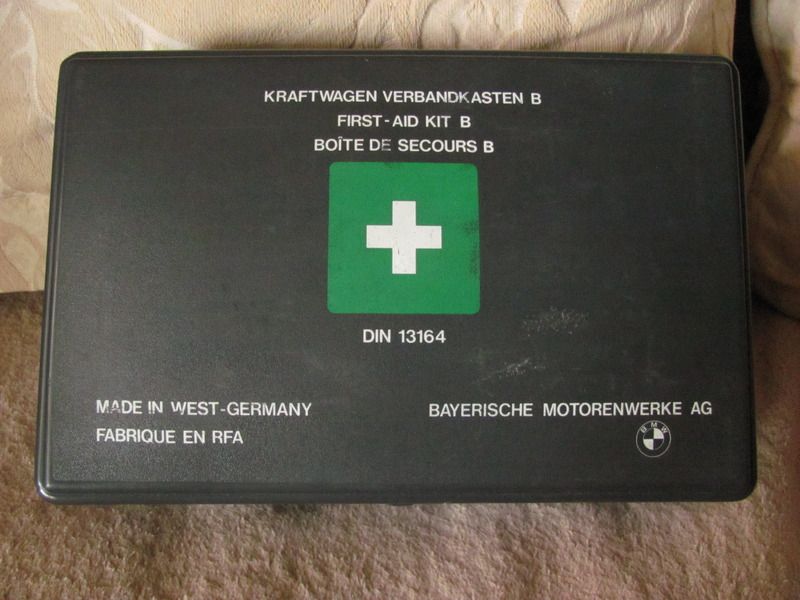 KRAFTWAGEN VERBANDKASTEN B
FIRST-AID KIT B
BOÎTE DE SECOURS B
DIN 13164
MADE IN WEST-GERMANY
FABRIQUE EN RFA
BAYERISCHE MOTORENWERKE AG
BMW